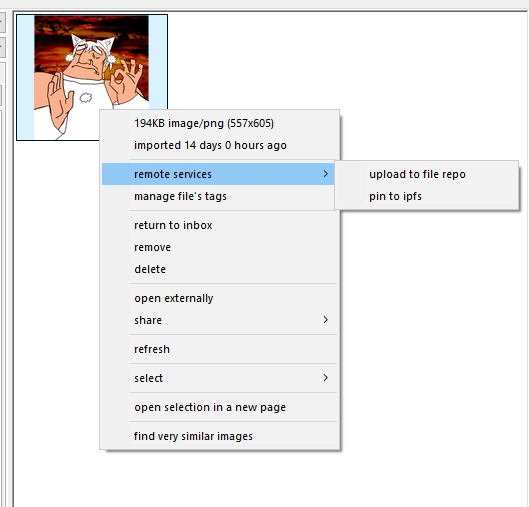 194KB image/png (557x605)
imported 14 days 0 hours ago
remote services
upload to file repo
manage file's tags
pin to ipfs
return to inbox
remove
delete
open externally
share
refresh
select
open selection in a new page
find very similar images